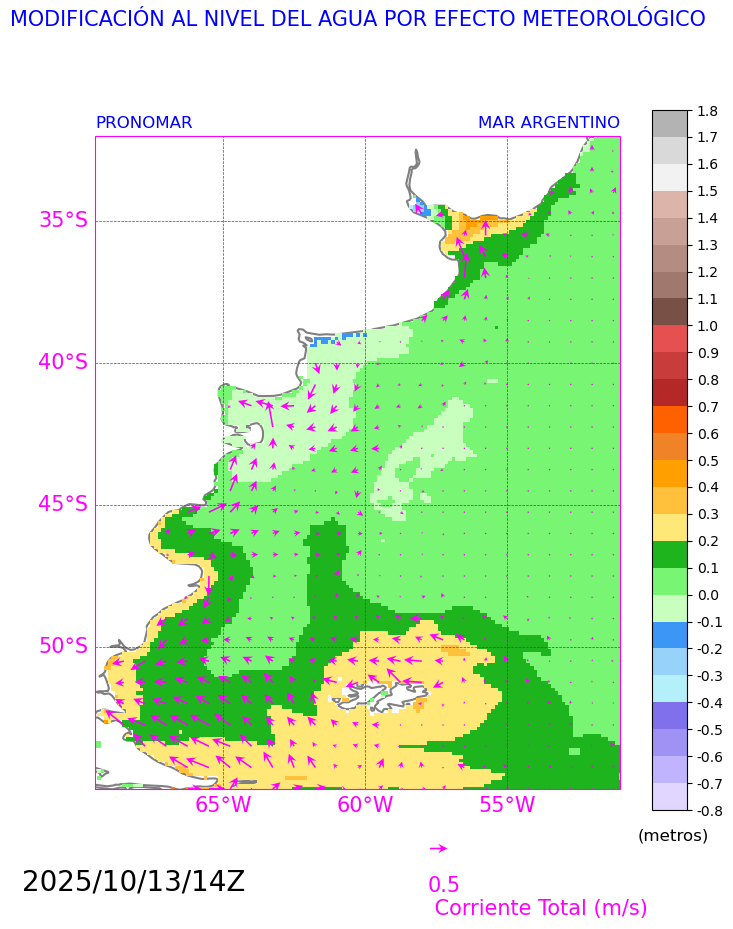 MODIFICACIÓN AL NIVEL DEL AGUA POR EFECTO METEOROLÓGICO
PRONOMAR
MAR ARGENTINO
35°S
40°S
45°S
50°S
65°W
60°W
55°W
1.8
1.7
1.6
1.5
1.4
1.3
1.2
1.1
1.0
0.9
0.8
0.7
0.6
0.5
0.4
0.3
0.2
0.1
0.0
-0.1
-0.2
-0.3
-0.4
-0.5
-0.6
-0.7
-0.8
(metros)
2025/10/13/14Z
0.5
Corriente Total (m/s)